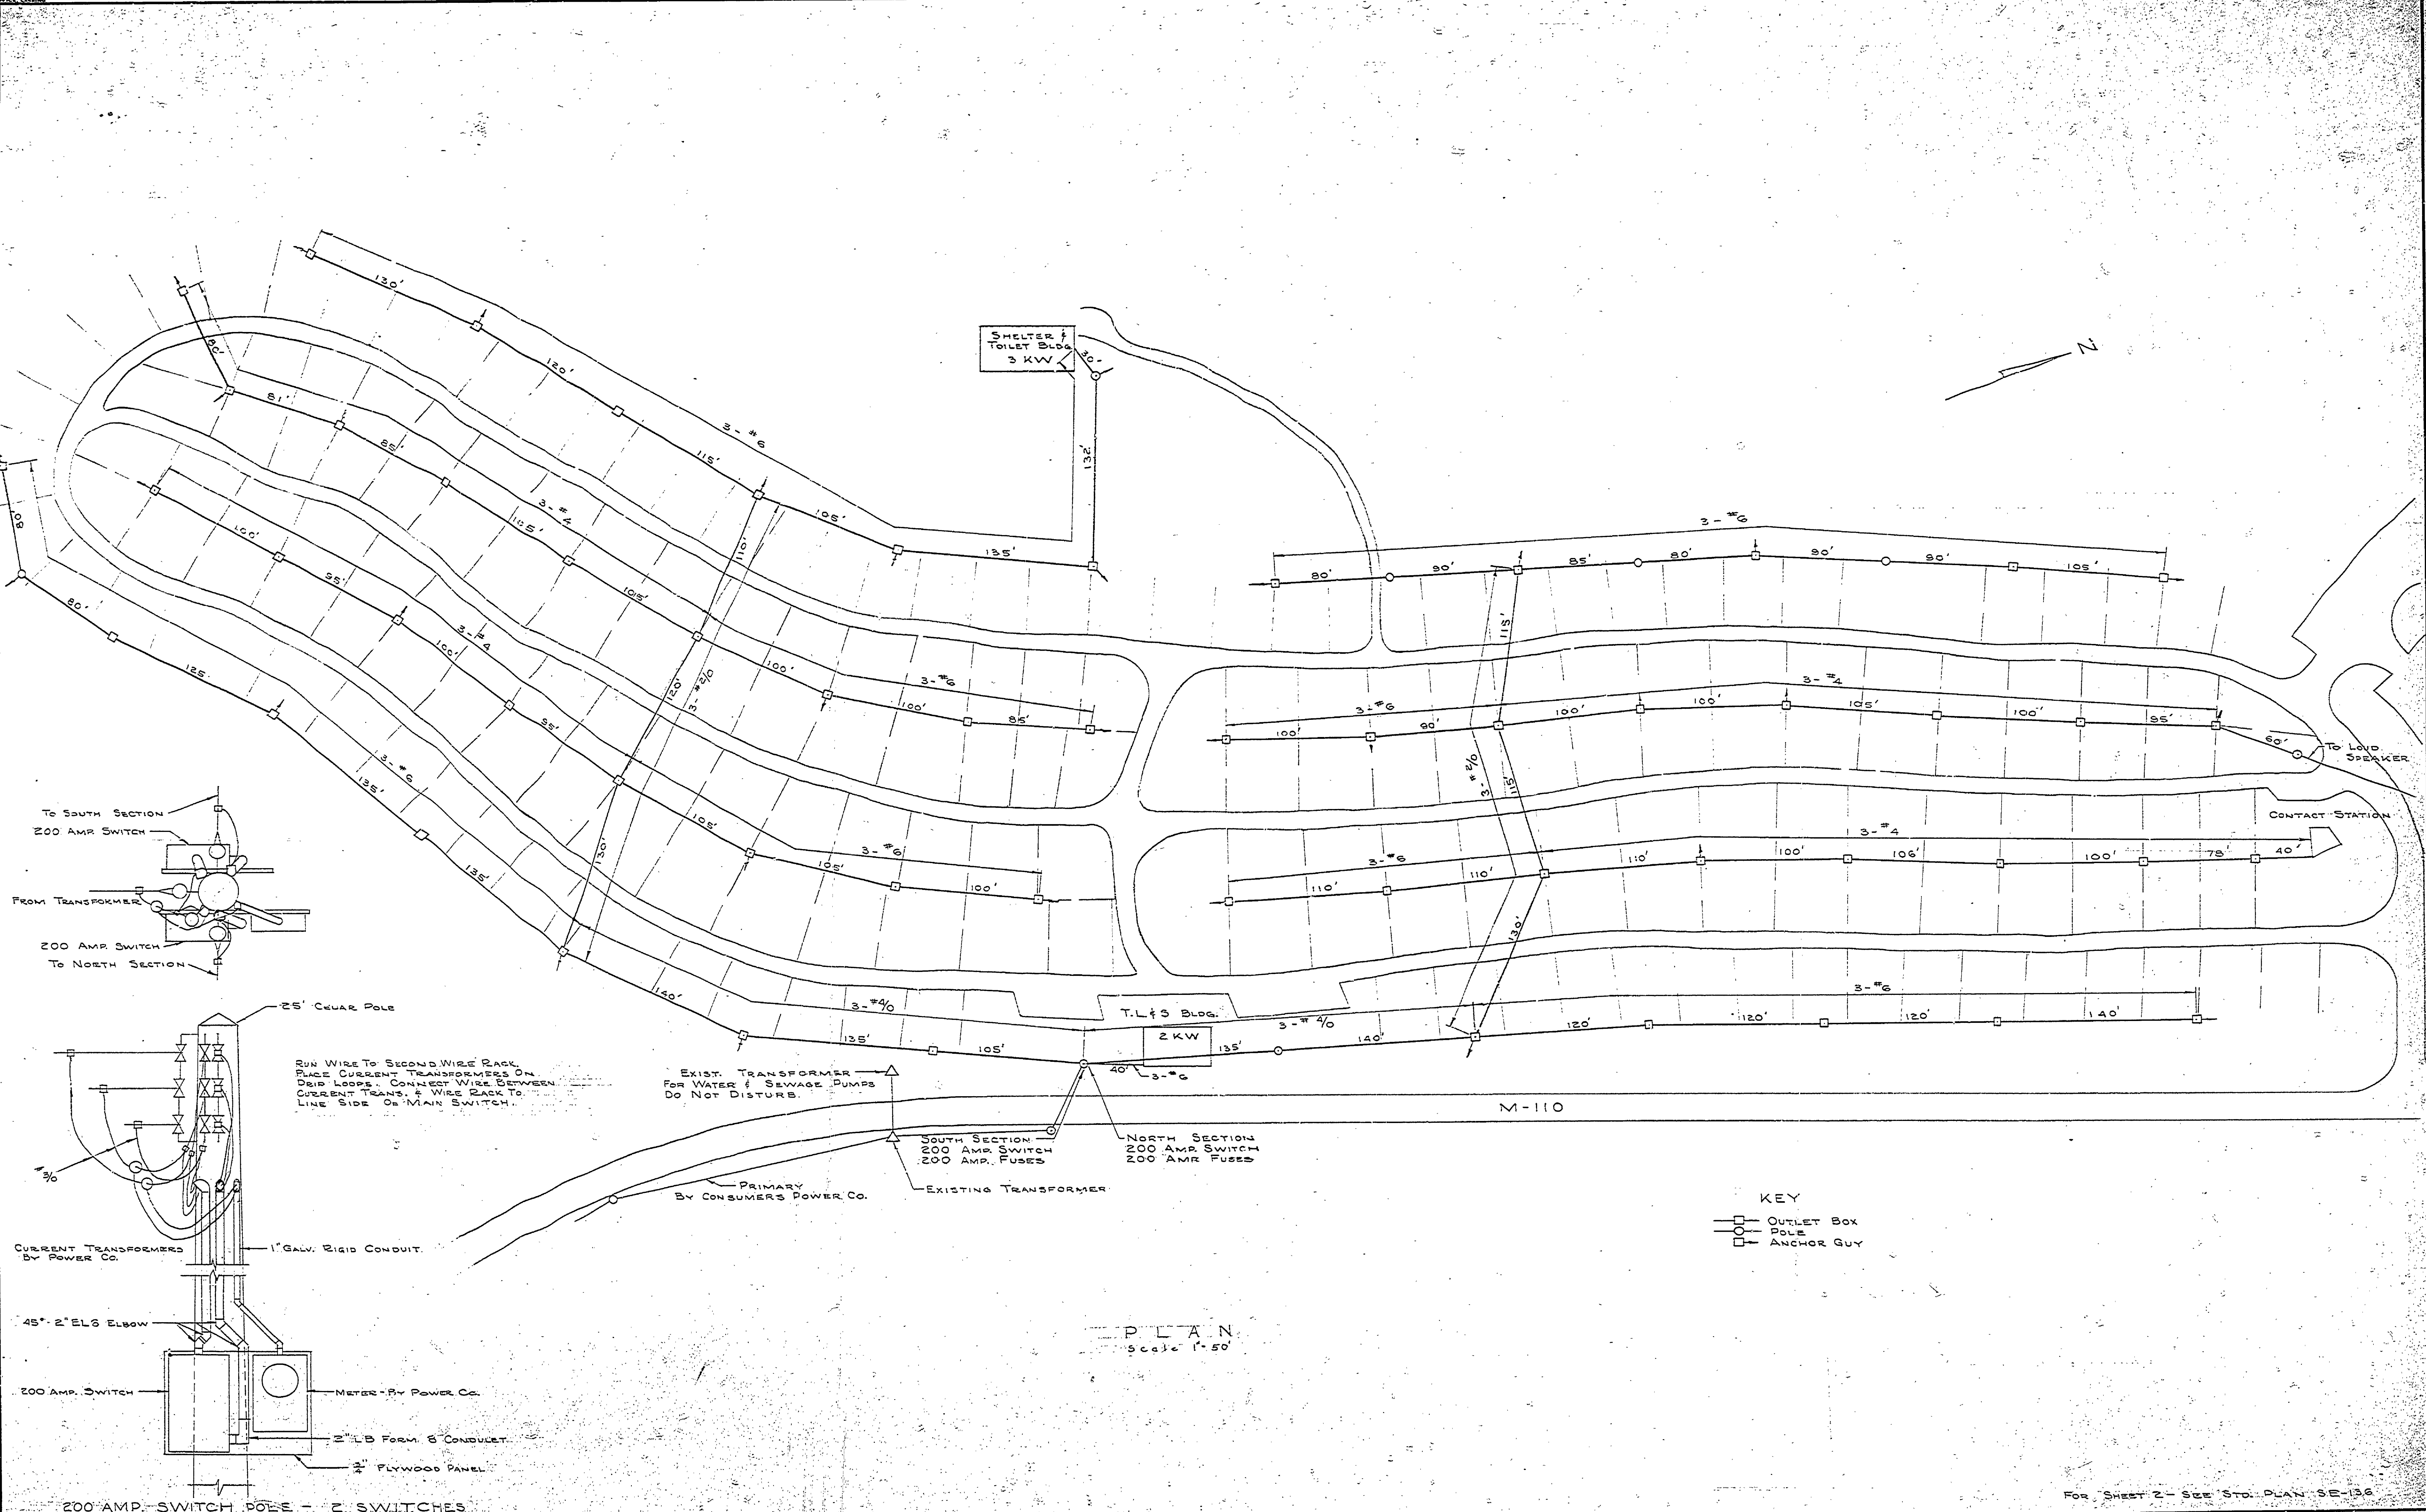 130'
120'
3-#6
115'
105'
135'
132'
30'
SHELTER &
TOILET BLDG
3 KW
N
80'
81'
85'
105'
3-#4
105'
100'
100'
85'
3-#6
110'
120'
3-#2/0
130'
100'
95'
100'
3-#4
95'
105'
105'
100'
3-#6
80'
80'
125'
135'
3-#6
135'
140'
135'
105'
3-#4/0
3-#6
80'
90'
85'
80'
90'
90'
105'
115'
3-#6
3-#4
100'
90'
100'
100'
105'
100'
95'
60'
TO LOUD
SPEAKER
3-#2/0
115'
CONTACT STATION
3-#6
3-#4
110'
110'
110'
100'
106'
100'
75'
40'
130'
T.L & S BLDG.
2 KW
3-#4/0
3-#6
135'
140'
120'
120'
120'
140'
40'
3-#6
M-110
TO SOUTH SECTION
200 AMP. SWITCH
FROM TRANSFORMER
200 AMP. SWITCH
TO NORTH SECTION
25' CEDAR POLE
RUN WIRE TO SECOND WIRE RACK.
PLACE CURRENT TRANSFORMERS ON
DRIP LOOPS. CONNECT WIRE BETWEEN
CURRENT TRANS. & WIRE RACK TO
LINE SIDE OF MAIN SWITCH.
EXIST. TRANSFORMER
FOR WATER & SEWAGE PUMPS
DO NOT DISTURB.
SOUTH SECTION
200 AMP. SWITCH
200 AMP. FUSES
NORTH SECTION
200 AMP. SWITCH
200 AMP. FUSES
PRIMARY
BY CONSUMERS POWER CO.
EXISTING TRANSFORMER
#3/0
CURRENT TRANSFORMERS
BY POWER CO.
1" GALV. RIGID CONDUIT.
45°-2" ELS ELBOW
200 AMP. SWITCH
METER-BY POWER CO.
2" LB FORM 8 CONDULET
3/4" PLYWOOD PANEL
200 AMP. SWITCH POLE - 2 SWITCHES
KEY
OUTLET BOX
POLE
ANCHOR GUY
PLAN
Scale 1"=50'
FOR SHEET 2 - SEE STD. PLAN SE-136